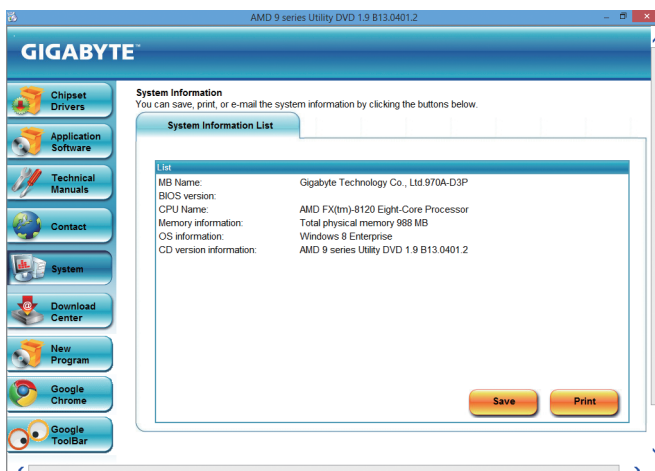 AMD 9 series Utility DVD 1.9 B13.0401.2
GIGABYTE™
Chipset
Drivers
Application
Software
Technical
Manuals
Contact
System
Download
Center
New
Program
Google
Chrome
Google
ToolBar
System Information
You can save, print, or e-mail the system information by clicking the buttons below.
System Information List
List
MB Name: Gigabyte Technology Co., Ltd.970A-D3P
BIOS version:
CPU Name: AMD FX(tm)-8120 Eight-Core Processor
Memory information: Total physical memory 988 MB
OS information: Windows 8 Enterprise
CD version information: AMD 9 series Utility DVD 1.9 B13.0401.2
Save Print